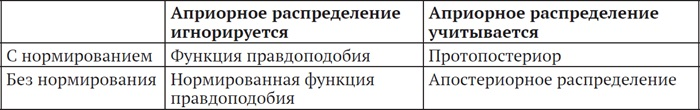 Априорное распределение игнорируется
Априорное распределение учитывается
С нормированием
Функция правдоподобия
Протопостериор
Без нормирования
Нормированная функция правдоподобия
Апостериорное распределение